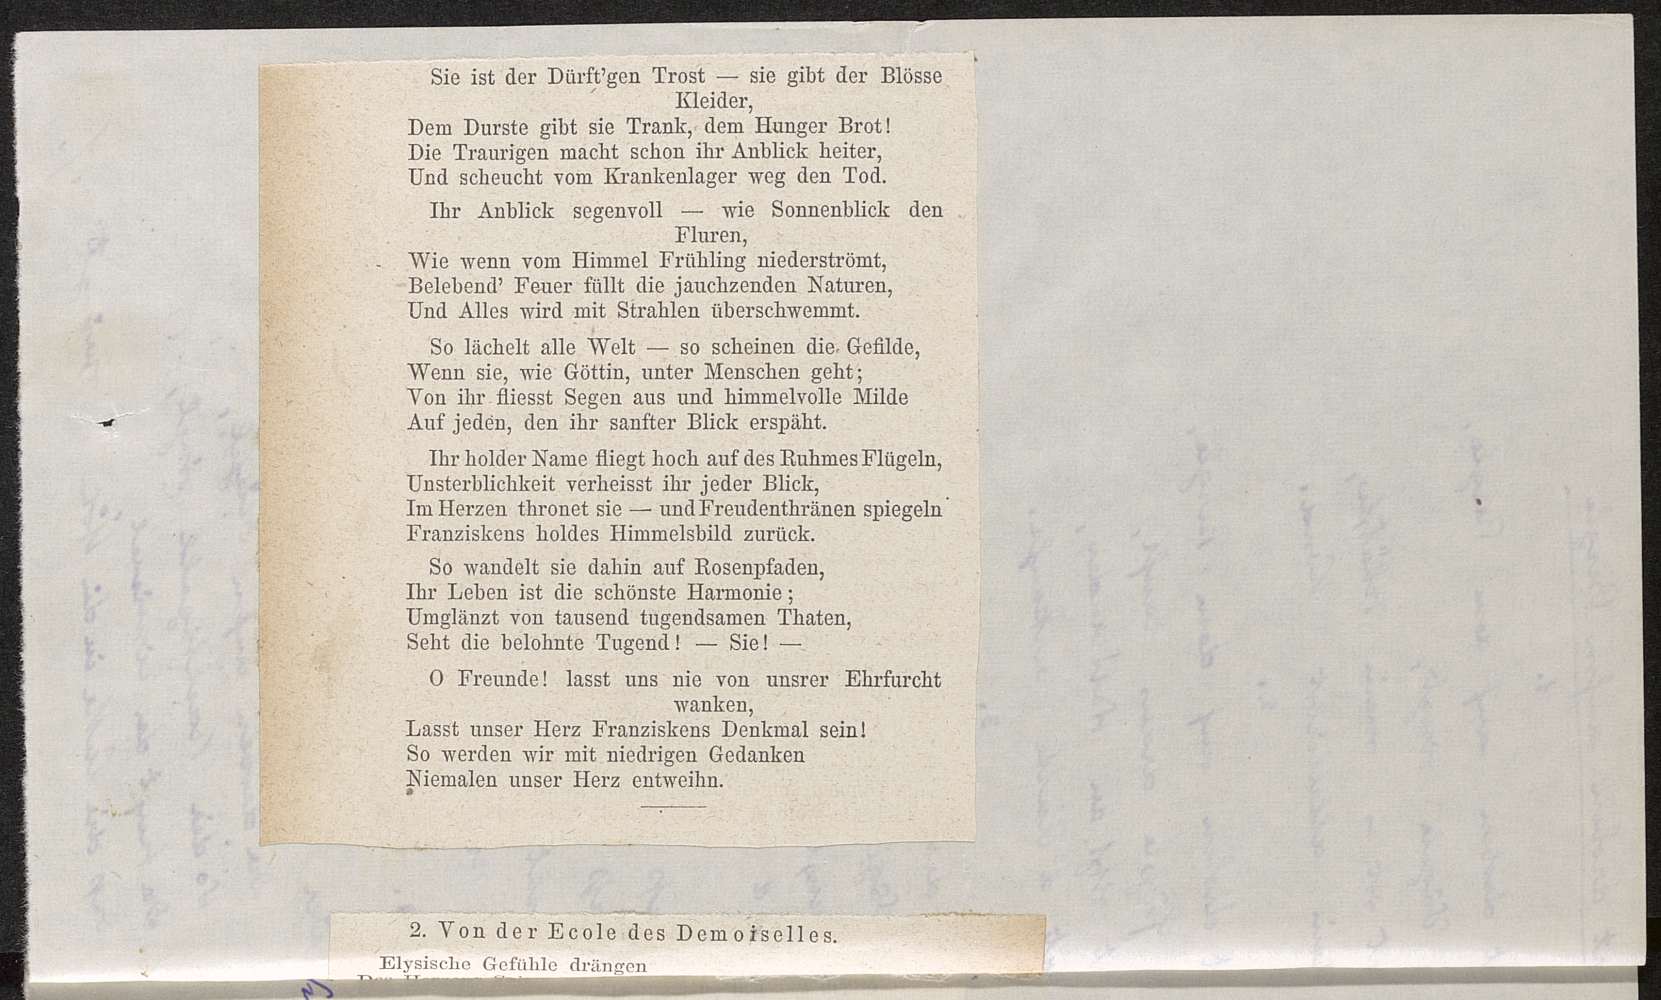 Sie ist der Dürft'gen Trost — sie gibt der Blösse
Kleider,
Dem Durste gibt sie Trank, dem Hunger Brot!
Die Traurigen macht schon ihr Anblick heiter,
Und scheucht vom Krankenlager weg den Tod.
Ihr Anblick segenvoll — wie Sonnenblick den
Fluren,
Wie wenn vom Himmel Frühling niederströmt,
Belebend' Feuer füllt die jauchzenden Naturen,
Und Alles wird mit Strahlen überschwemmt.
So lächelt alle Welt — so scheinen die Gefilde,
Wenn sie, wie Göttin, unter Menschen geht;
Von ihr fliesst Segen aus und himmelvolle Milde
Auf jeden, den ihr sanfter Blick erspäht.
Ihr holder Name fliegt hoch auf des Ruhmes Flügeln,
Unsterblichkeit verheisst ihr jeder Blick,
Im Herzen thronet sie — und Freudenthränen spiegeln
Franziskens holdes Himmelsbild zurück.
So wandelt sie dahin auf Rosenpfaden,
Ihr Leben ist die schönste Harmonie;
Umglänzt von tausend tugendsamen Thaten,
Seht die belohnte Tugend! — Sie! —
O Freunde! lasst uns nie von unsrer Ehrfurcht
wanken,
Lasst unser Herz Franziskens Denkmal sein!
So werden wir mit niedrigen Gedanken
Niemalen unser Herz entweihn.
2. Von der Ecole des Demoiselles.
Elysische Gefühle drängen